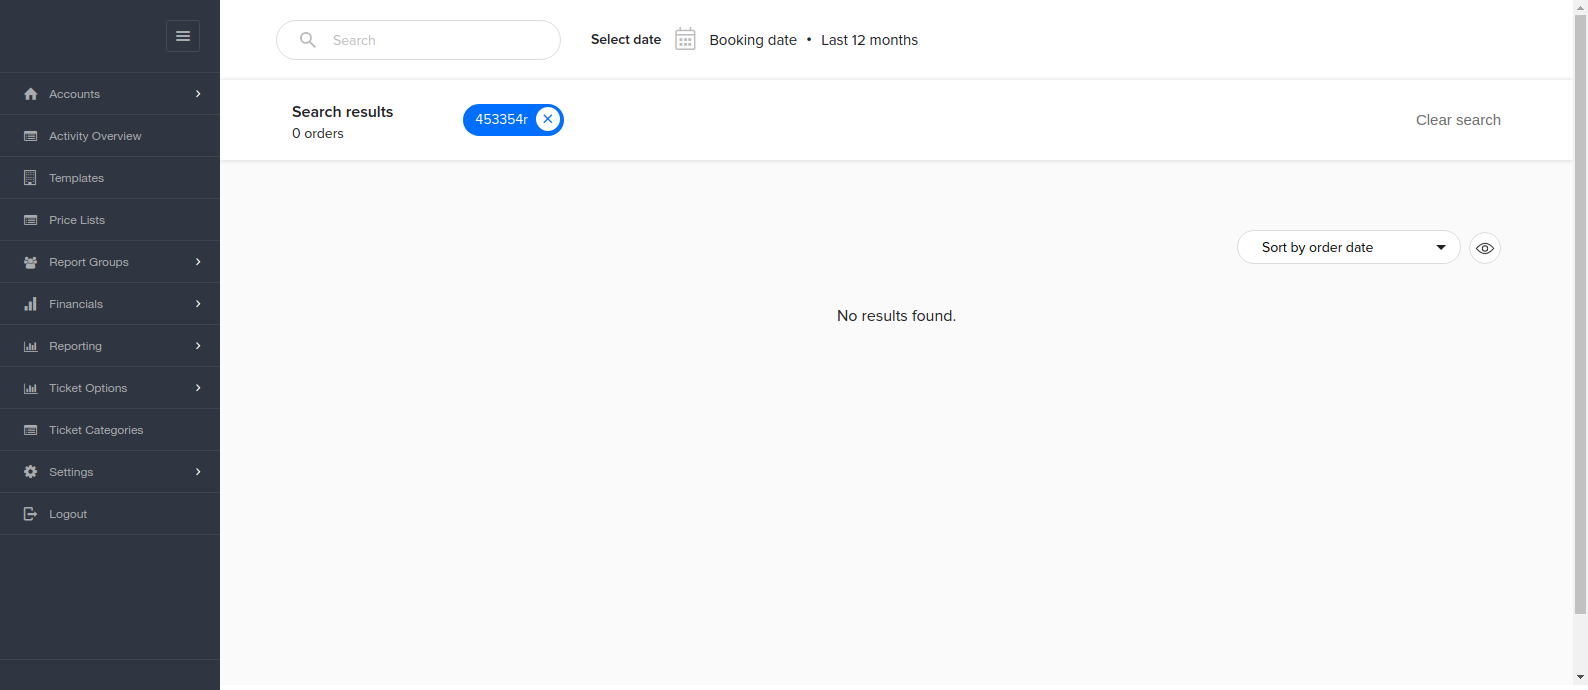 Search
Select date
Booking date • Last 12 months
Search results
0 orders
453354r
Clear search
Accounts
Activity Overview
Templates
Price Lists
Report Groups
Financials
Reporting
Ticket Options
Ticket Categories
Settings
Logout
Sort by order date
No results found.